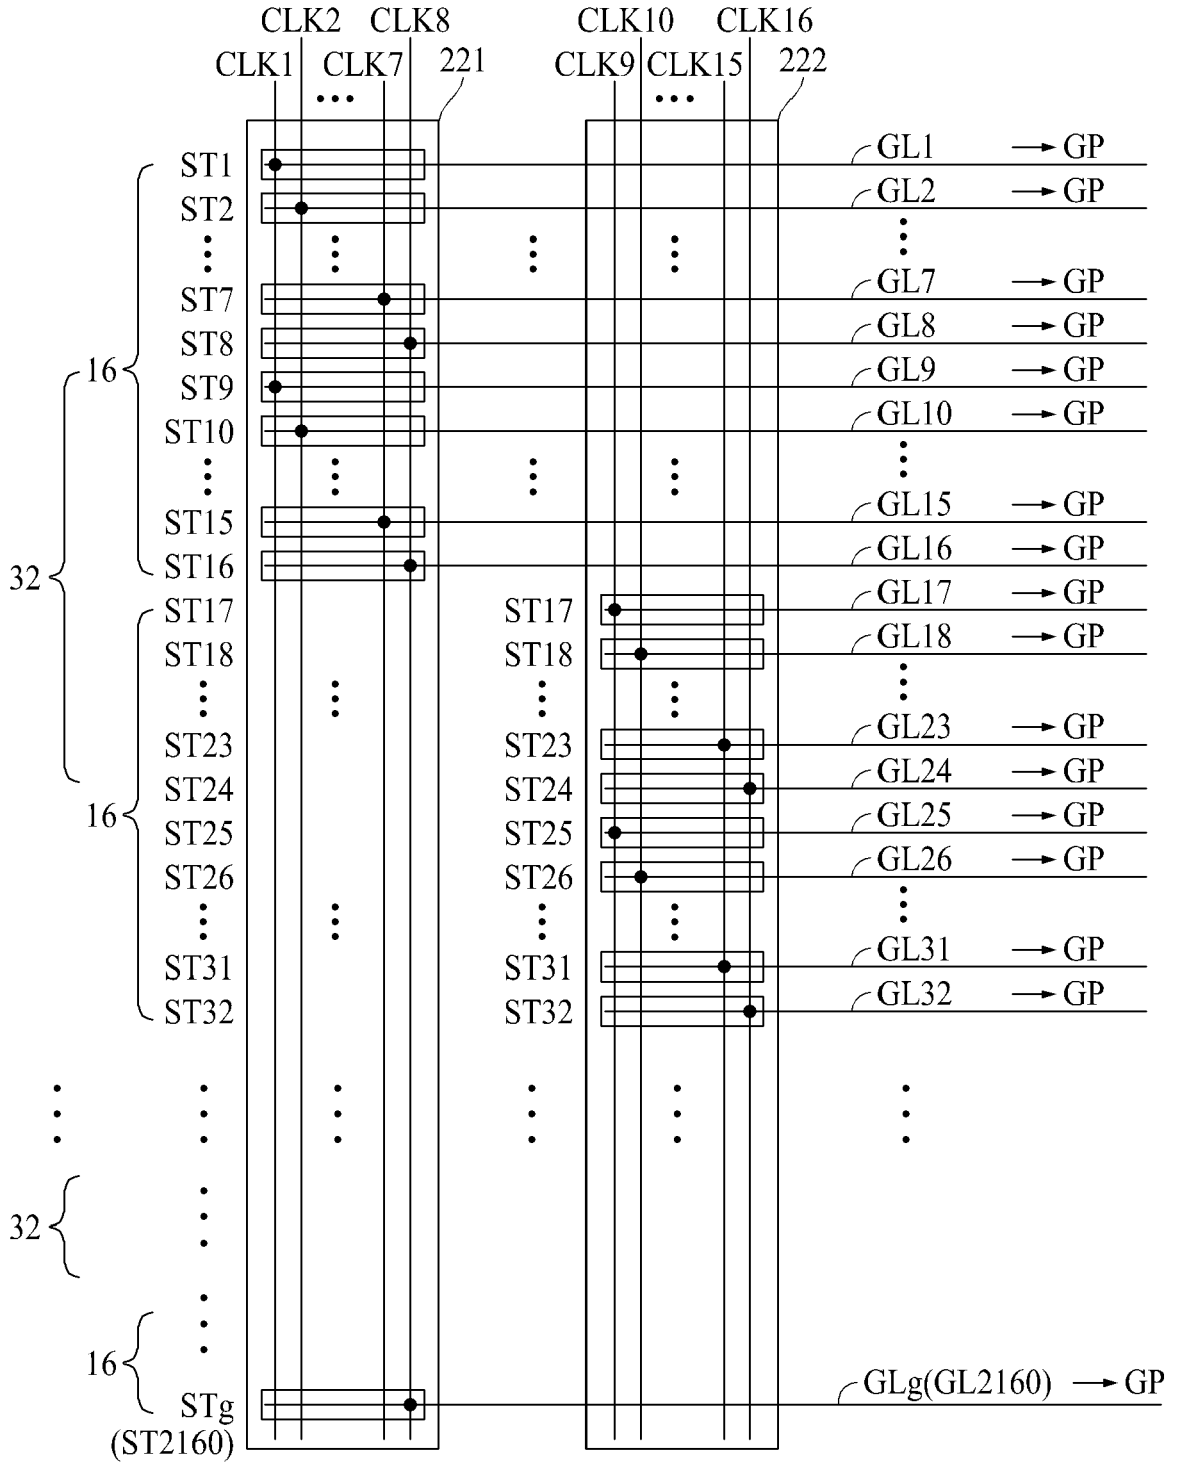 CLK2 CLK8 CLK10 CLK16
CLK1 CLK7 221 CLK9 CLK15 222
ST1 GL1 GP
ST2 GL2 GP
ST7 GL7 GP
ST8 GL8 GP
16
ST9 GL9 GP
ST10 GL10 GP
ST15 GL15 GP
ST16 GL16 GP
32
ST17 ST17 GL17 GP
ST18 ST18 GL18 GP
ST23 ST23 GL23 GP
ST24 ST24 GL24 GP
16
ST25 ST25 GL25 GP
ST26 ST26 GL26 GP
ST31 ST31 GL31 GP
ST32 ST32 GL32 GP
32
16
STg GLg(GL2160) GP
(ST2160)